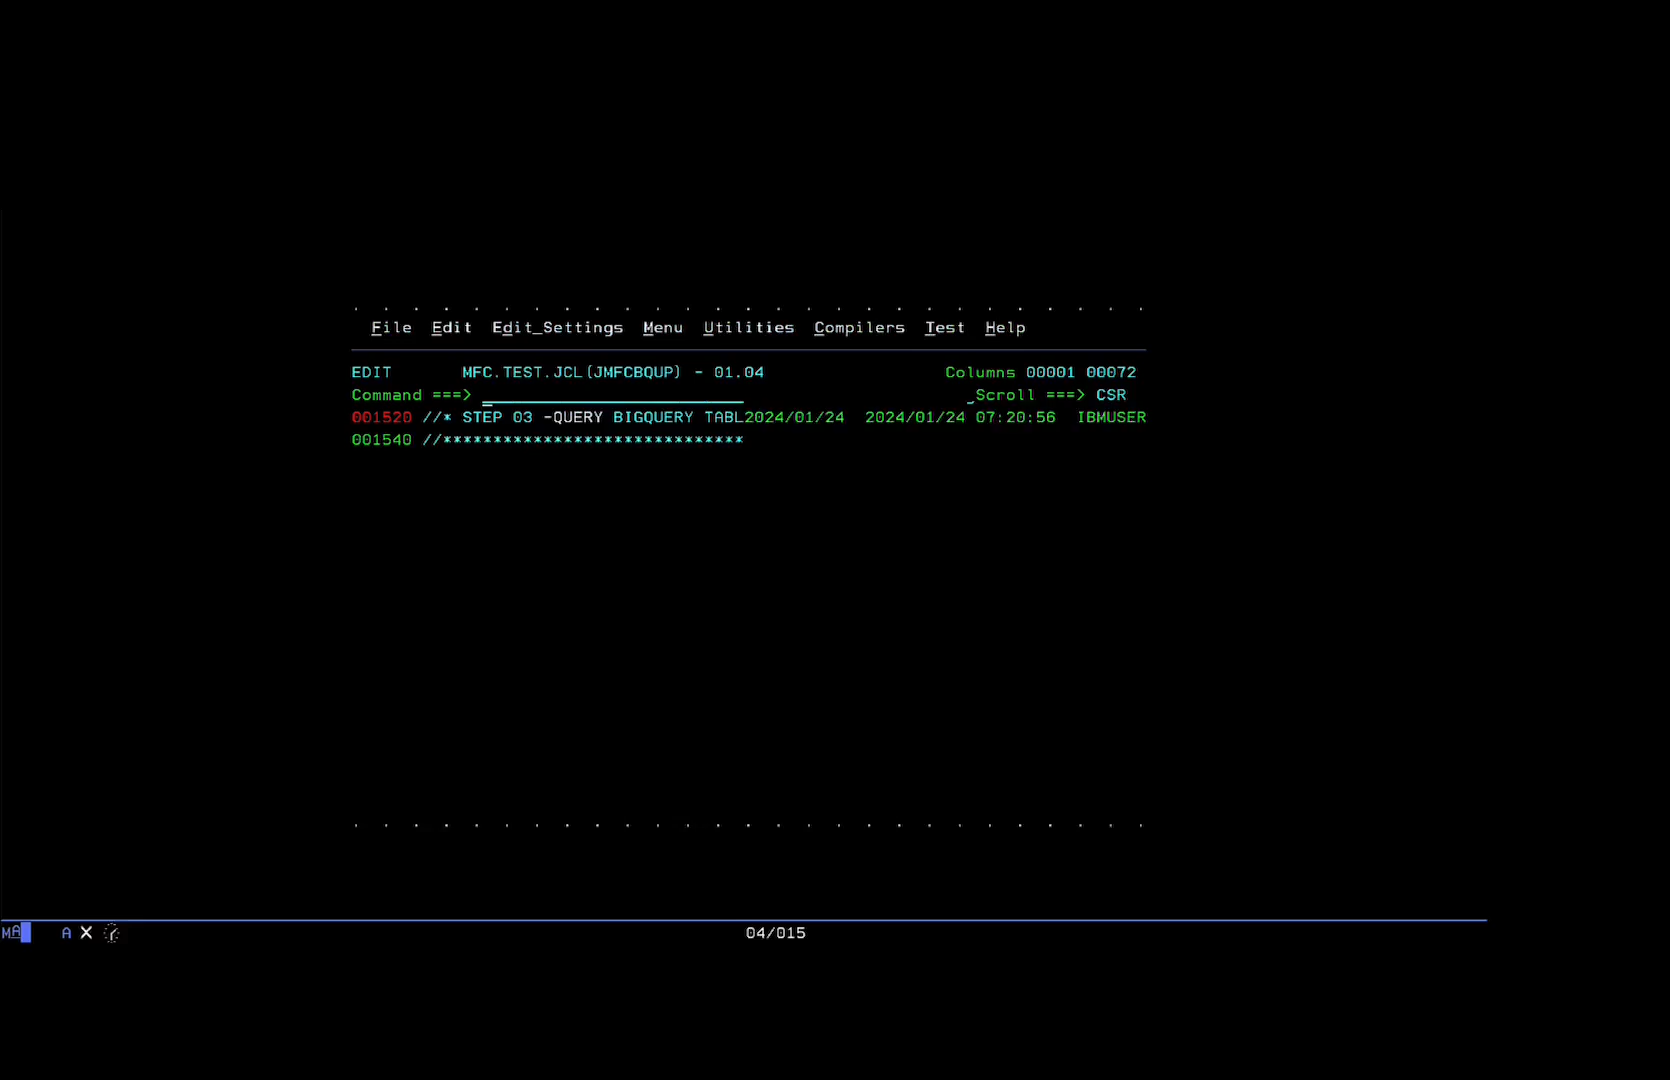 . . . . . . . . . . . . . . . . . . . . . . . . . . .
File Edit Edit_Settings Menu Utilities Compilers Test Help
EDIT MFC.TEST.JCL(JMFCBQUP) - 01.04 Columns 00001 00072
Command ===> Scroll ===> CSR
001520 //* STEP 03 -QUERY BIGQUERY TABL2024/01/24 2024/01/24 07:20:56 IBMUSER
001540 //******************************
. . . . . . . . . . . . . . . . . . . . . . . . . . .
MA A X 04/015